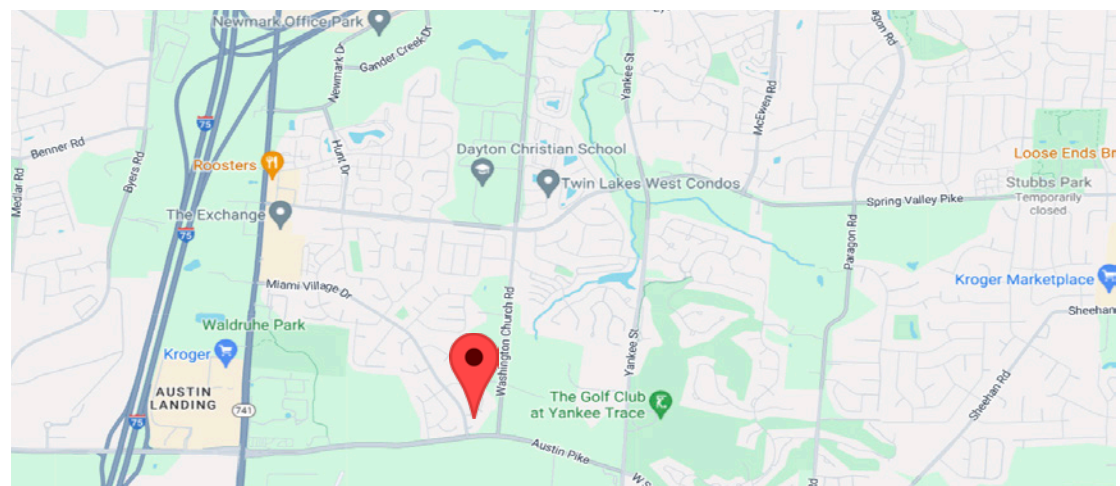 Newmark Office Park
Gander Creek Dr
Newmark Dr
Yankee St
McEwen Rd
Paragon Rd
75
Benner Rd
Byers Rd
Medlar Rd
Roosters
Hunt Dr
Dayton Christian School
Twin Lakes West Condos
Loose Ends Br
Stubbs Park
Temporarily
closed
Spring Valley Pike
The Exchange
75
Paragon Rd
Miami Village Dr
Kroger Marketplace
Washington Church Rd
Sheehan
Waldruhe Park
Kroger
Yankee St
AUSTIN
LANDING
741
75
The Golf Club
at Yankee Trace
Sheehan Rd
Austin Pike
W S